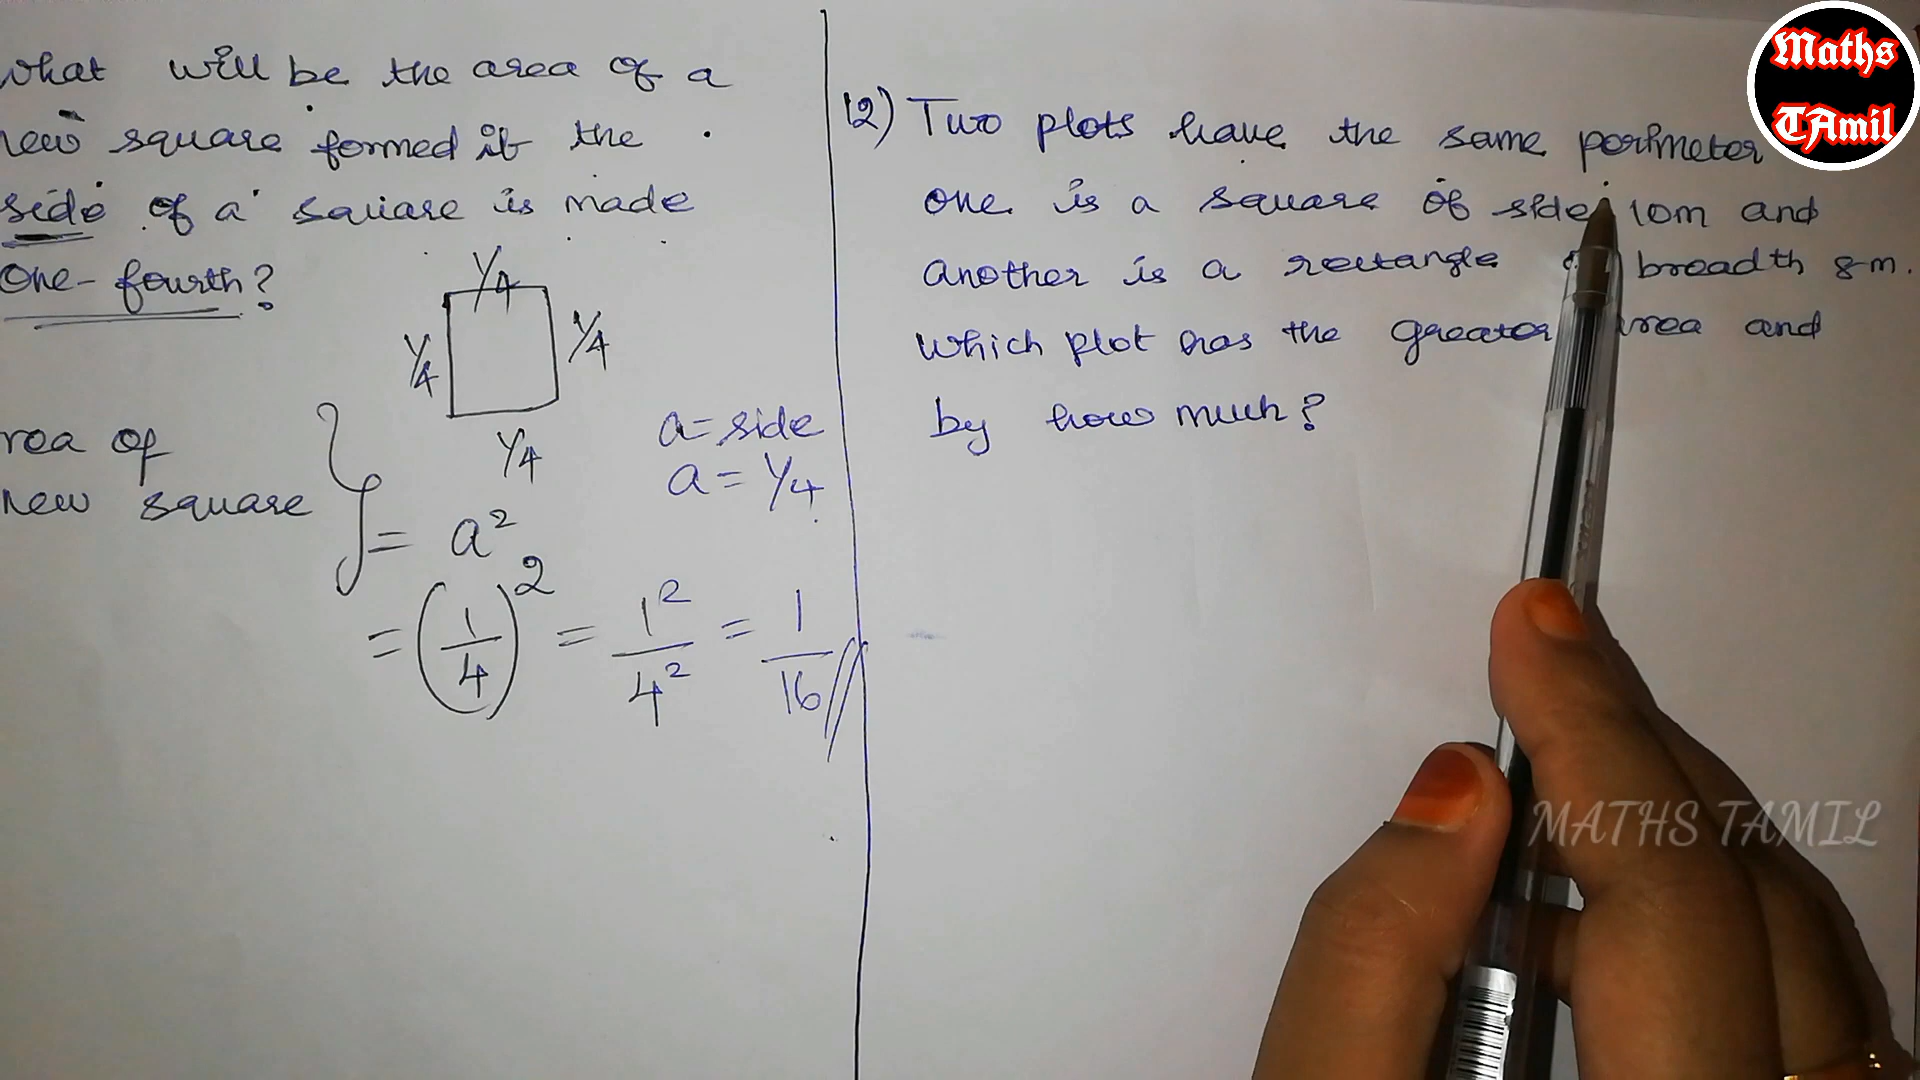 what will be the area of a
new square formed if the
side of a square is made
one-fourth?
1/4
1/4
1/4
1/4
a = side
a = 1/4
rea of
new square
= a²
= (1/4)² = 1²/4² = 1/16
12) Two plots have the same perimeter
one is a square of side 10m and
another is a rectangle breadth 8m.
which plot has the greater area and
by how much?
Maths
TAmil
MATHS TAMIL